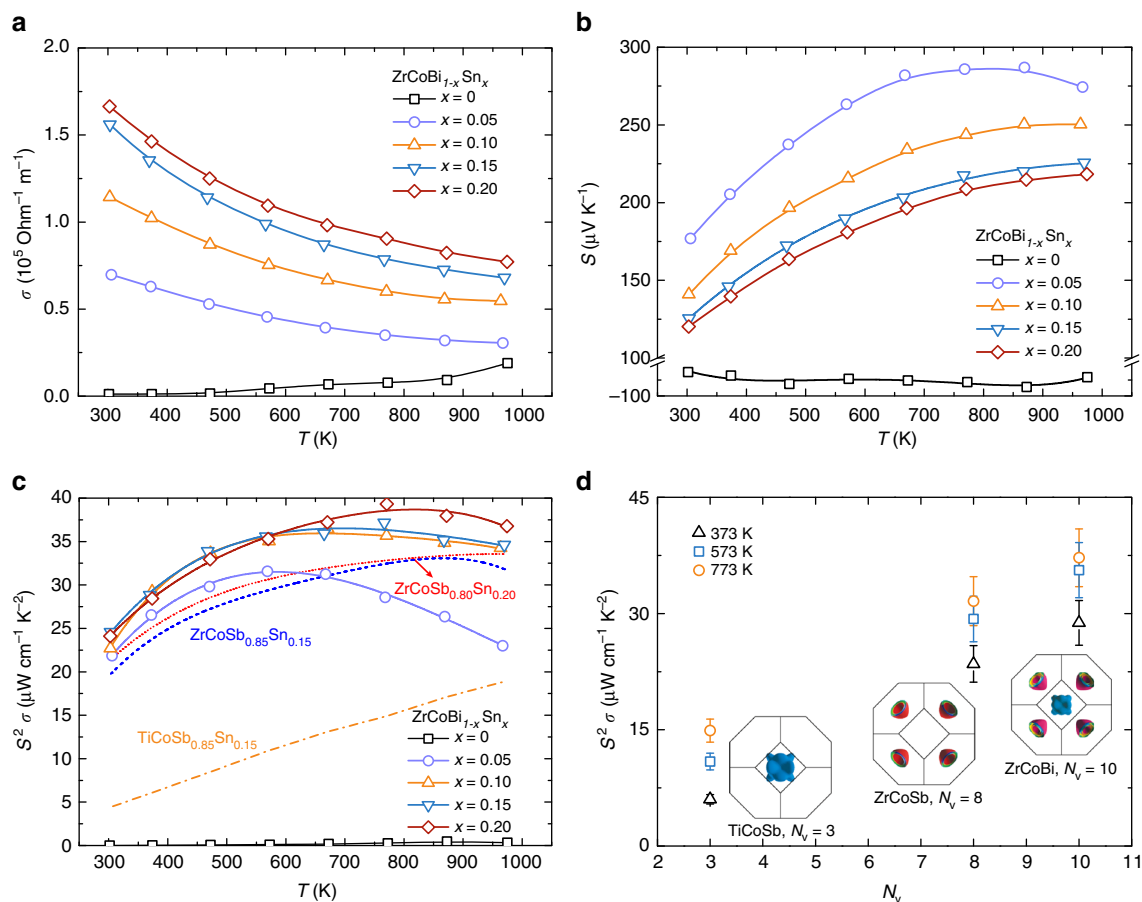 a
2.0
1.5
1.0
0.5
0.0
σ (10⁵ Ohm⁻¹ m⁻¹)
ZrCoBi₁₋ₓSnₓ
x = 0
x = 0.05
x = 0.10
x = 0.15
x = 0.20
300 400 500 600 700 800 900 1000
T (K)
b
300
250
200
150
100
−100
S (µV K⁻¹)
ZrCoBi₁₋ₓSnₓ
x = 0
x = 0.05
x = 0.10
x = 0.15
x = 0.20
300 400 500 600 700 800 900 1000
T (K)
c
40
35
30
25
20
15
10
5
0
S² σ (µW cm⁻¹ K⁻²)
ZrCoSb₀.₈₀Sn₀.₂₀
ZrCoSb₀.₈₅Sn₀.₁₅
TiCoSb₀.₈₅Sn₀.₁₅
ZrCoBi₁₋ₓSnₓ
x = 0
x = 0.05
x = 0.10
x = 0.15
x = 0.20
300 400 500 600 700 800 900 1000
T (K)
d
45
30
15
0
S² σ (µW cm⁻¹ K⁻²)
373 K
573 K
773 K
ZrCoBi, Nᵥ = 10
ZrCoSb, Nᵥ = 8
TiCoSb, Nᵥ = 3
2 3 4 5 6 7 8 9 10 11
Nᵥ